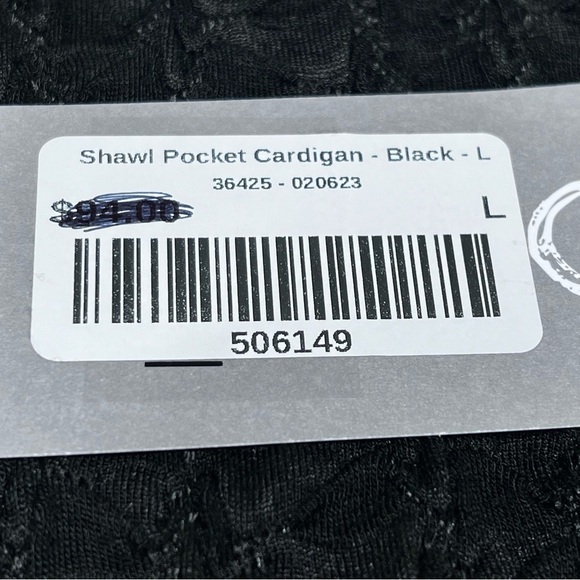 Shawl Pocket Cardigan - Black - L
36425 - 020623
$94.00
L
506149